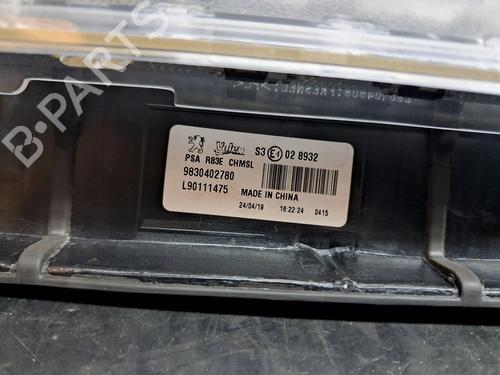 B-Parts
Valeo S3 E1 02 8932
PSA R83E CHMSL
9830402780
L90111475 MADE IN CHINA
24/04/19 16:22:24 0415